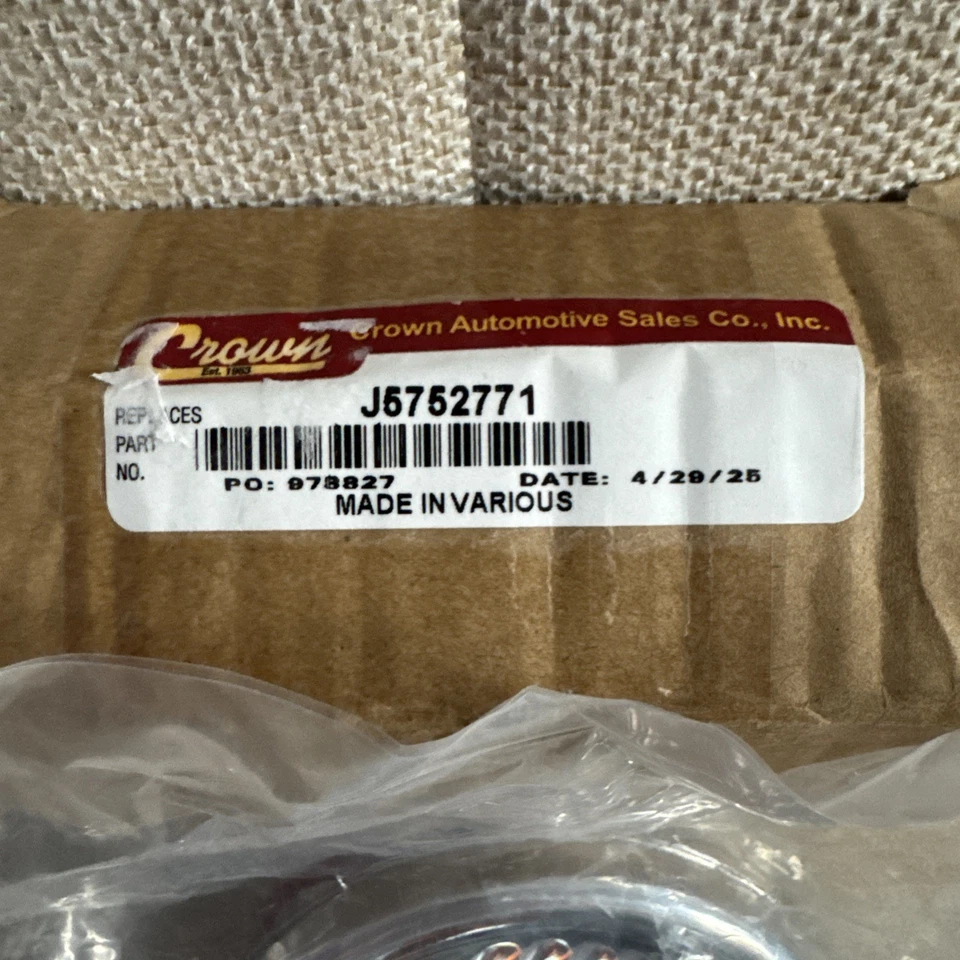 Crown
Est. 1963
Crown Automotive Sales Co., Inc.
J5752771
REPLACES
PART
NO.
PO: 978827
DATE: 4/29/25
MADE IN VARIOUS